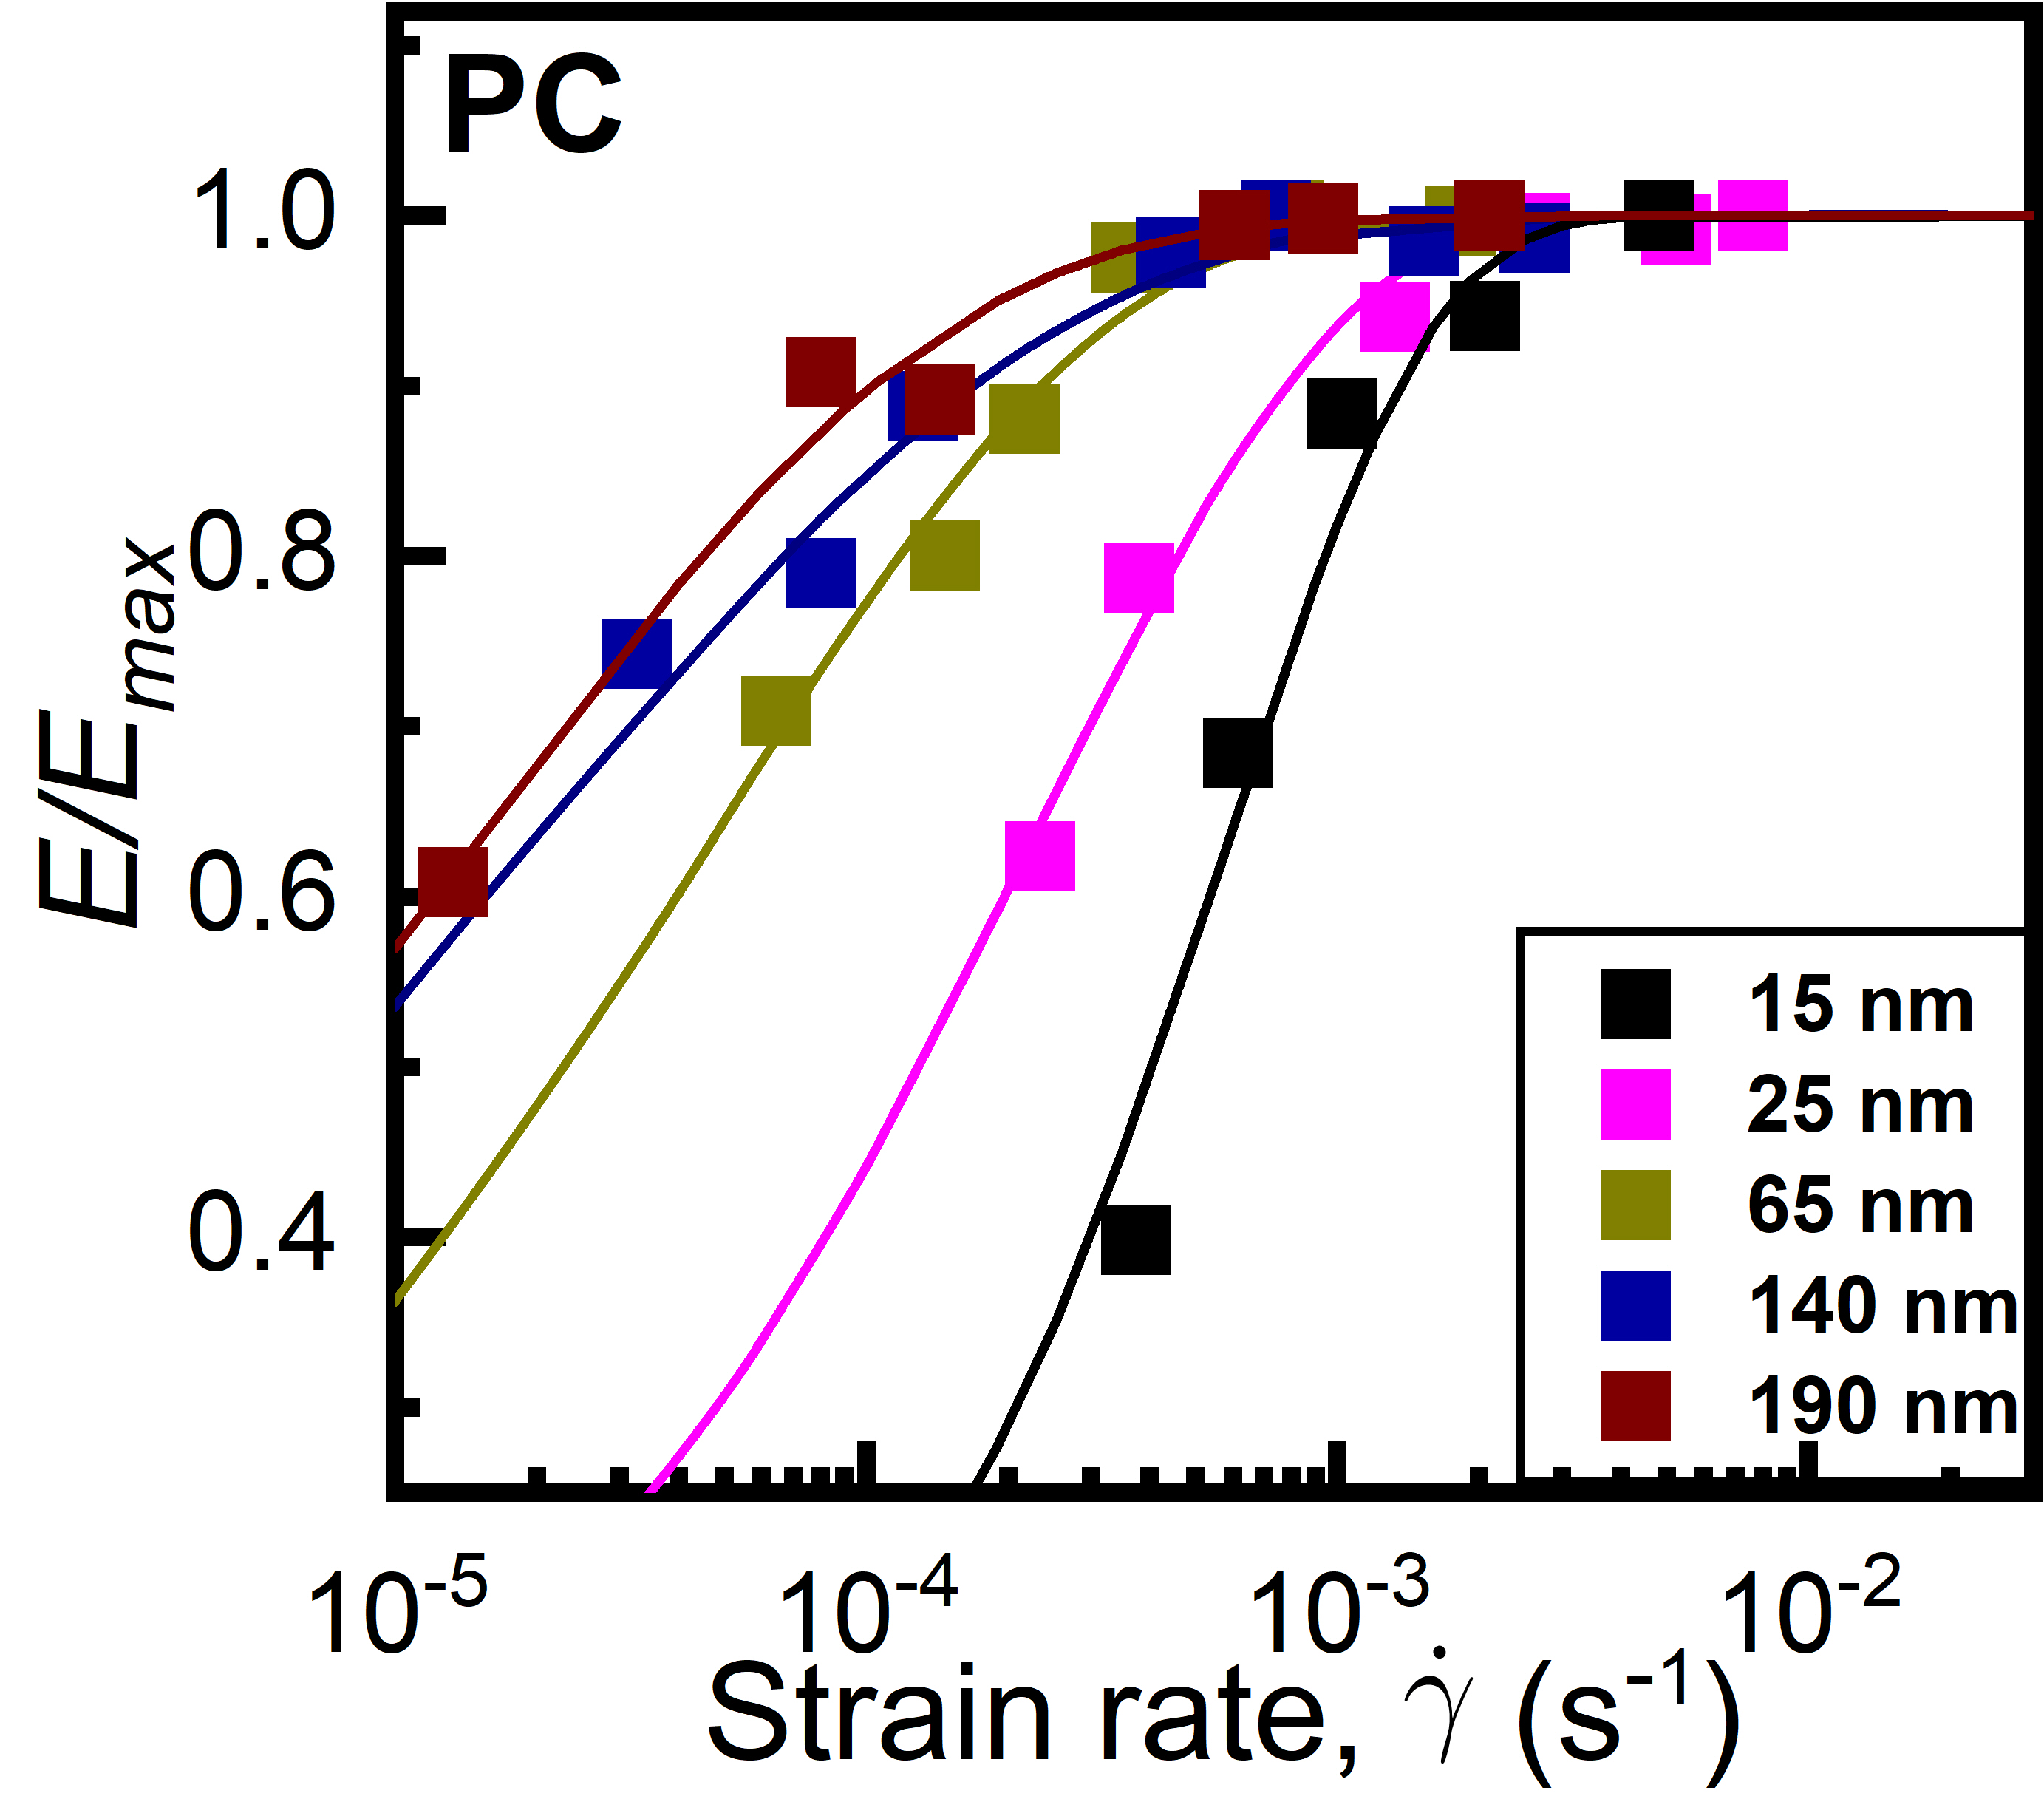 PC
1.0
0.8
0.6
0.4
E/Emax
15 nm
25 nm
65 nm
140 nm
190 nm
10-5 10-4 10-3 10-2
Strain rate, γ̇ (s-1)